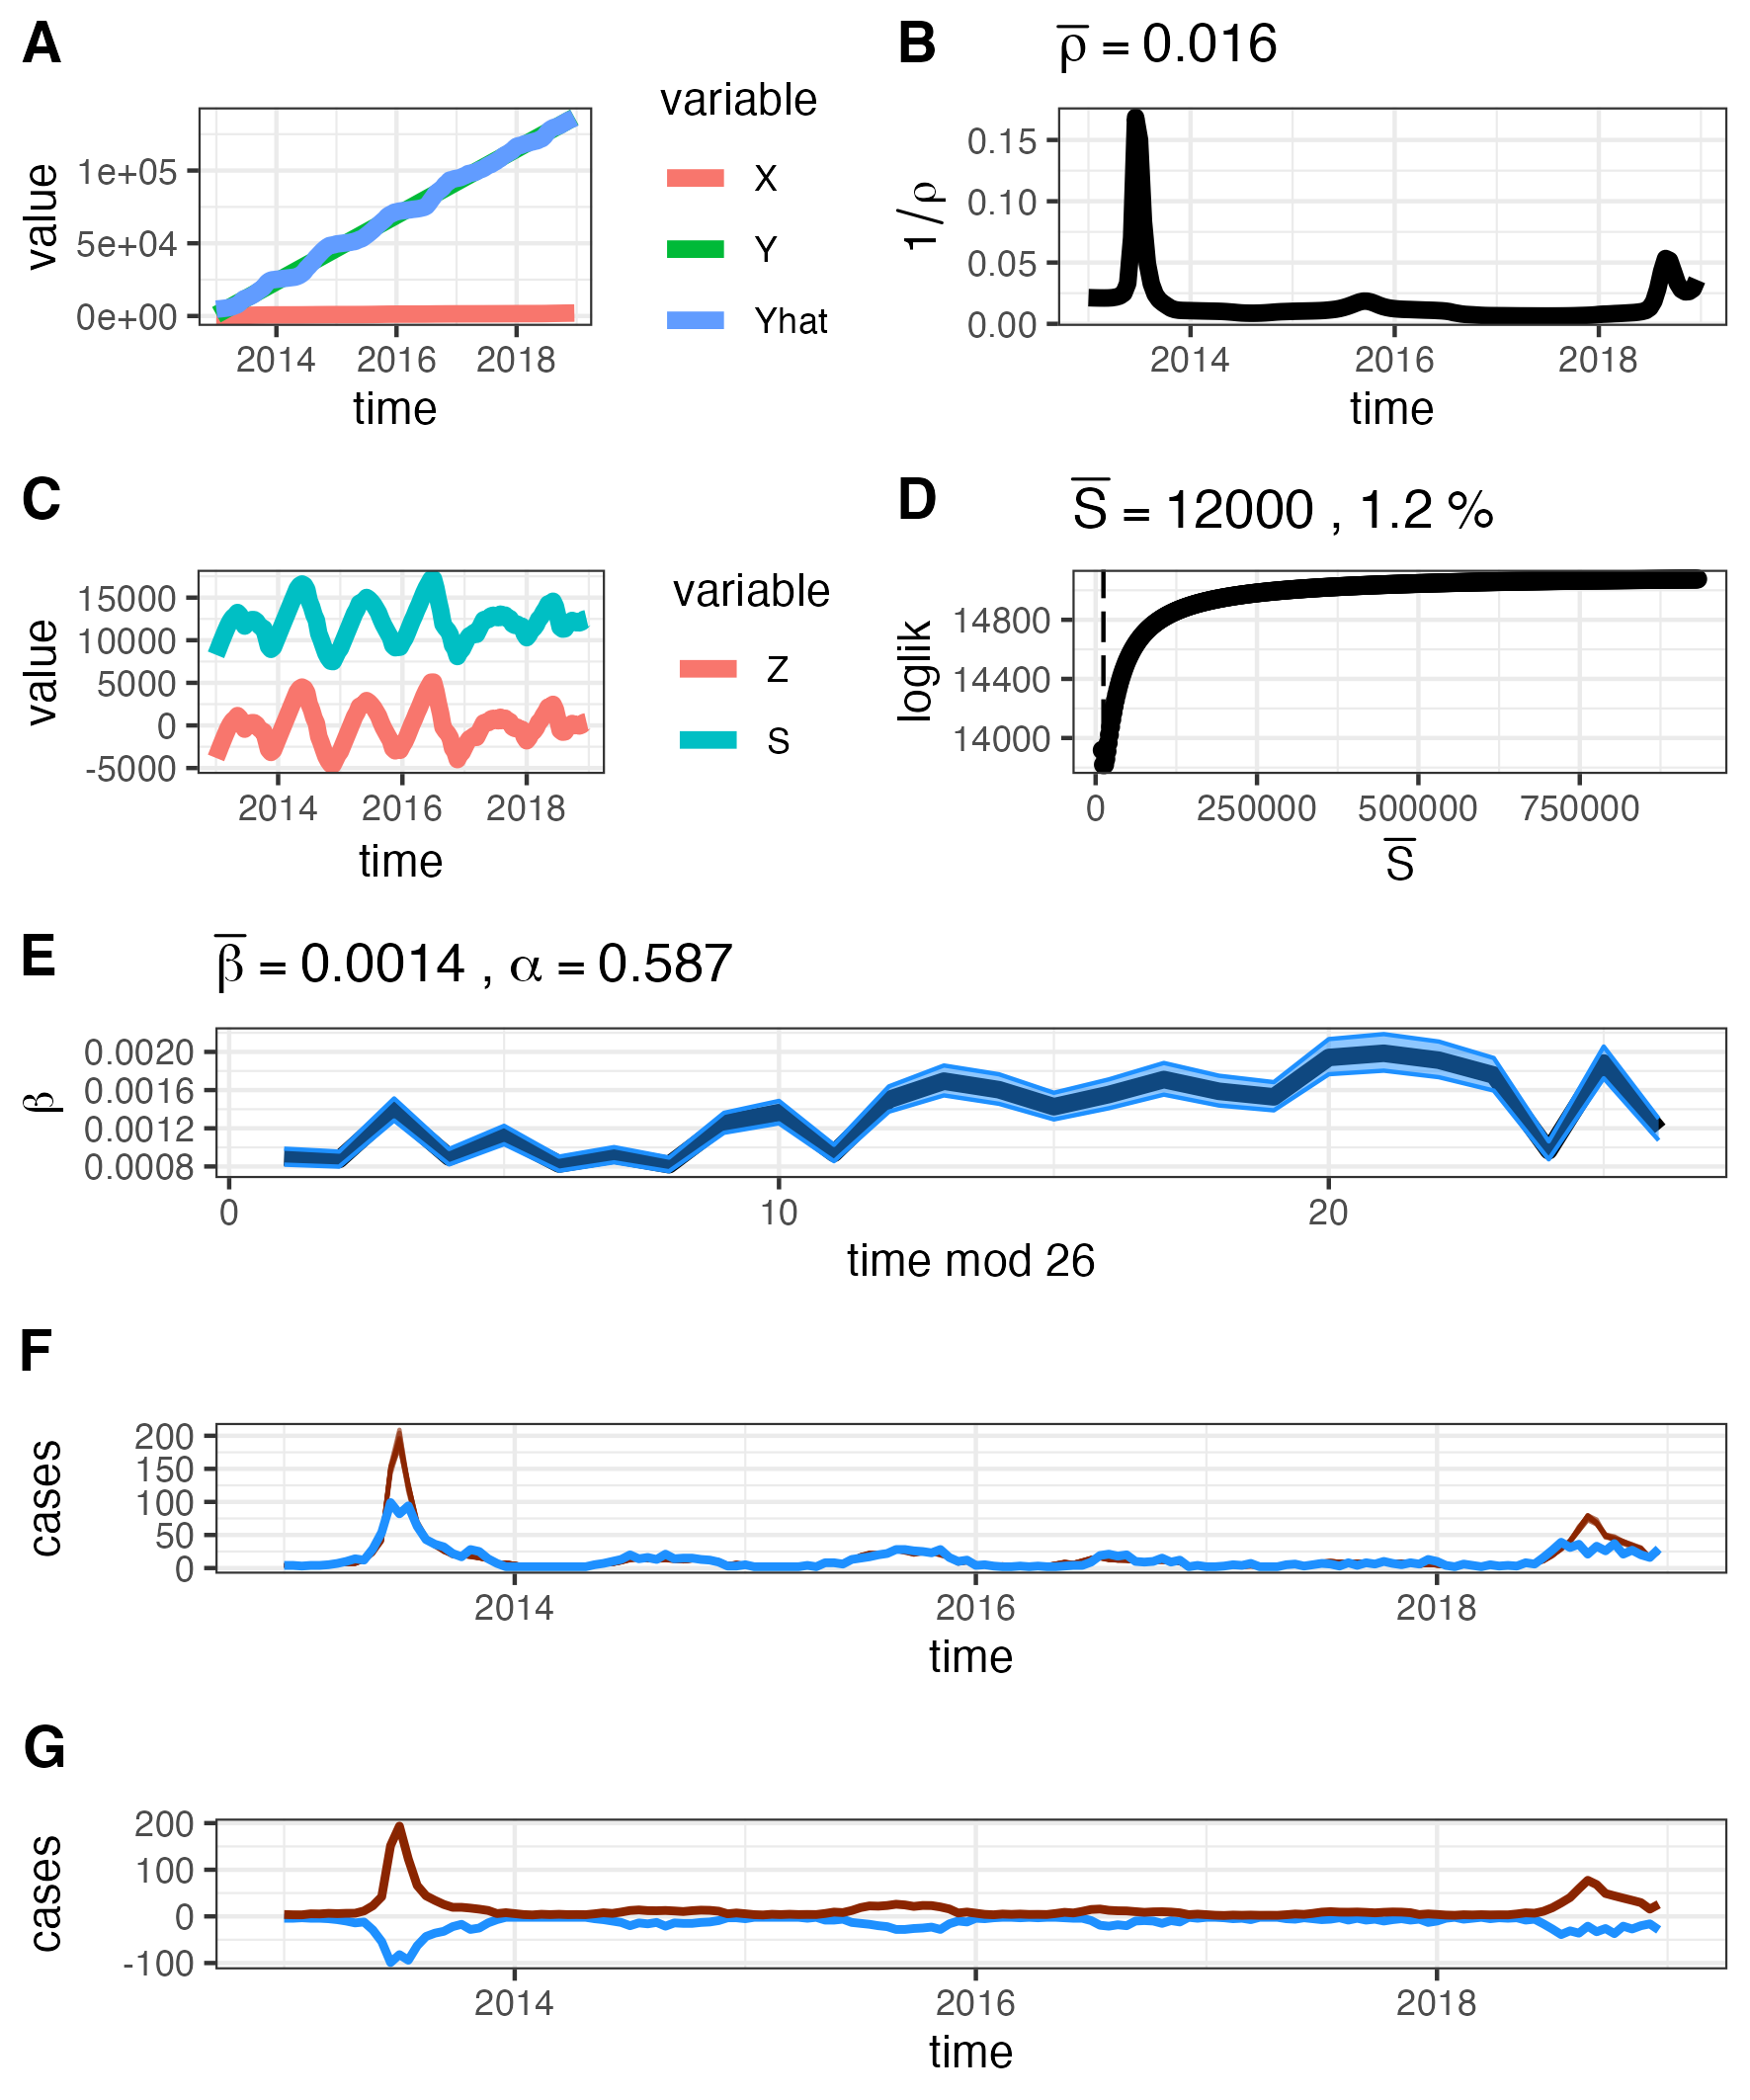 A
variable
X
Y
Yhat
value
1e+05
5e+04
0e+00
2014 2016 2018
time
B
ρ̅ = 0.016
1/ρ
0.15
0.10
0.05
0.00
2014 2016 2018
time
C
variable
Z
S
value
15000
10000
5000
0
-5000
2014 2016 2018
time
D
S̅ = 12000 , 1.2 %
loglik
14800
14400
14000
0 250000 500000 750000
S̅
E
β̅ = 0.0014 , α = 0.587
β
0.0020
0.0016
0.0012
0.0008
0 10 20
time mod 26
F
cases
200
150
100
50
0
2014 2016 2018
time
G
cases
200
100
0
-100
2014 2016 2018
time